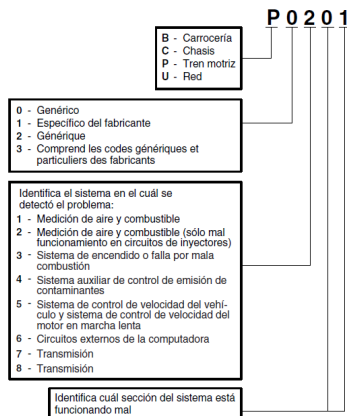 P 0 2 0 1
B - Carrocería
C - Chasis
P - Tren motriz
U - Red
0 - Genérico
1 - Específico del fabricante
2 - Générique
3 - Comprend les codes génériques et
particuliers des fabricants
Identifica el sistema en el cuál se
detectó el problema:
1 - Medición de aire y combustible
2 - Medición de aire y combustible (sólo mal
funcionamiento en circuitos de inyectores)
3 - Sistema de encendido o falla por mala
combustión
4 - Sistema auxiliar de control de emisión de
contaminantes
5 - Sistema de control de velocidad del vehí-
culo y sistema de control de velocidad del
motor en marcha lenta
6 - Circuitos externos de la computadora
7 - Transmisión
8 - Transmisión
Identifica cuál sección del sistema está
funcionando mal